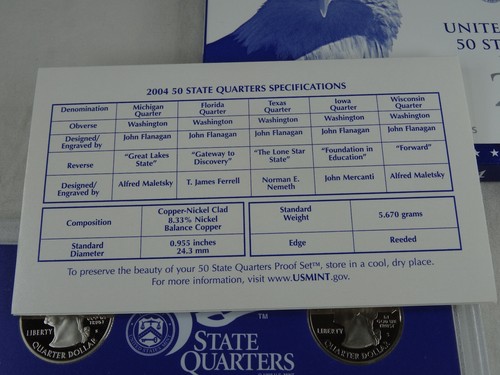 UNITE
50 ST
2004 50 STATE QUARTERS SPECIFICATIONS
Denomination Michigan Quarter Florida Quarter Texas Quarter Iowa Quarter Wisconsin Quarter
Obverse Washington Washington Washington Washington Washington
Designed/ Engraved by John Flanagan John Flanagan John Flanagan John Flanagan John Flanagan
Reverse "Great Lakes State" "Gateway to Discovery" "The Lone Star State" "Foundation in Education" "Forward"
Designed/ Engraved by Alfred Maletsky T. James Ferrell Norman E. Nemeth John Mercanti Alfred Maletsky
Composition Copper-Nickel Clad 8.33% Nickel Balance Copper
Standard Diameter 0.955 inches 24.3 mm
Standard Weight 5.670 grams
Edge Reeded
To preserve the beauty of your 50 State Quarters Proof Set™, store in a cool, dry place.
For more information, visit www.USMINT.gov.
LIBERTY
QUARTER DOLLAR
50 TM
STATE
QUARTERS
LIBERTY
QUARTER DOLLAR